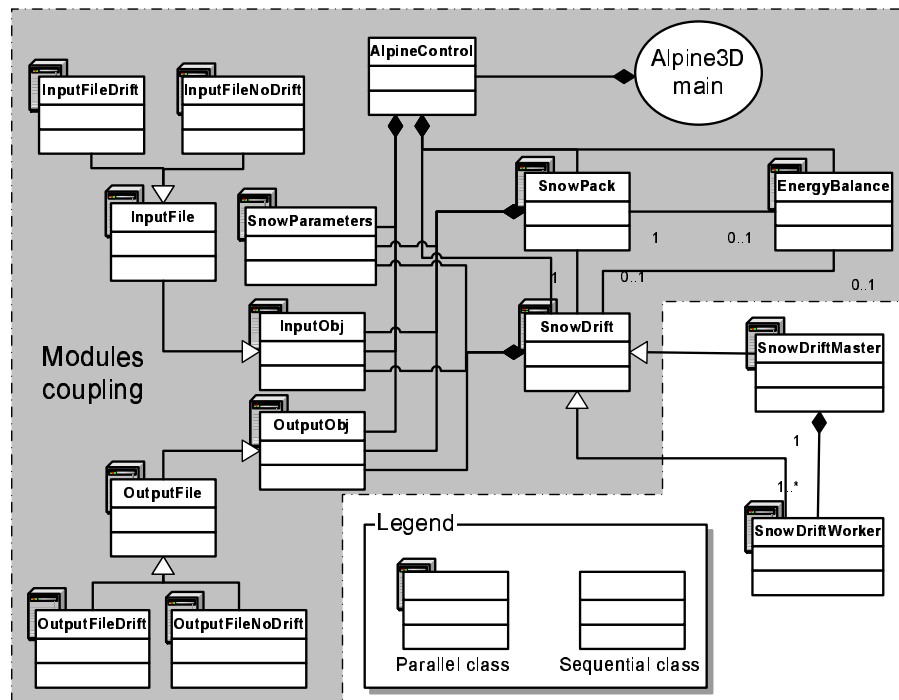 AlpineControl
Alpine3D
main
InputFileDrift
InputFileNoDrift
SnowPack
EnergyBalance
InputFile
SnowParameters
1
0..1
1
0..1
0..1
InputObj
SnowDrift
SnowDriftMaster
Modules
coupling
OutputObj
1
OutputFile
1..*
Legend
SnowDriftWorker
OutputFileDrift
OutputFileNoDrift
Parallel class
Sequential class